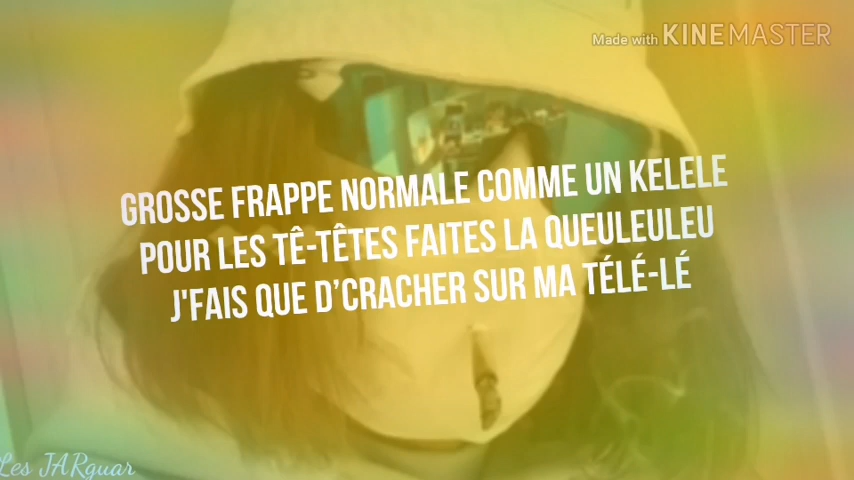 Made with KINEMASTER
GROSSE FRAPPE NORMALE COMME UN KELELE
POUR LES TÊ-TÊTES FAITES LA QUEULEULEU
J'FAIS QUE D’CRACHER SUR MA TÉLÉ-LÉ
Les JARguar